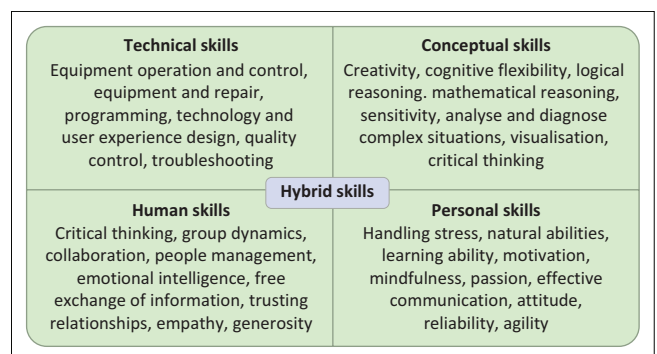 Technical skills
Equipment operation and control,
equipment and repair,
programming, technology and
user experience design, quality
control, troubleshooting
Conceptual skills
Creativity, cognitive flexibility, logical
reasoning. mathematical reasoning,
sensitivity, analyse and diagnose
complex situations, visualisation,
critical thinking
Hybrid skills
Human skills
Critical thinking, group dynamics,
collaboration, people management,
emotional intelligence, free
exchange of information, trusting
relationships, empathy, generosity
Personal skills
Handling stress, natural abilities,
learning ability, motivation,
mindfulness, passion, effective
communication, attitude,
reliability, agility